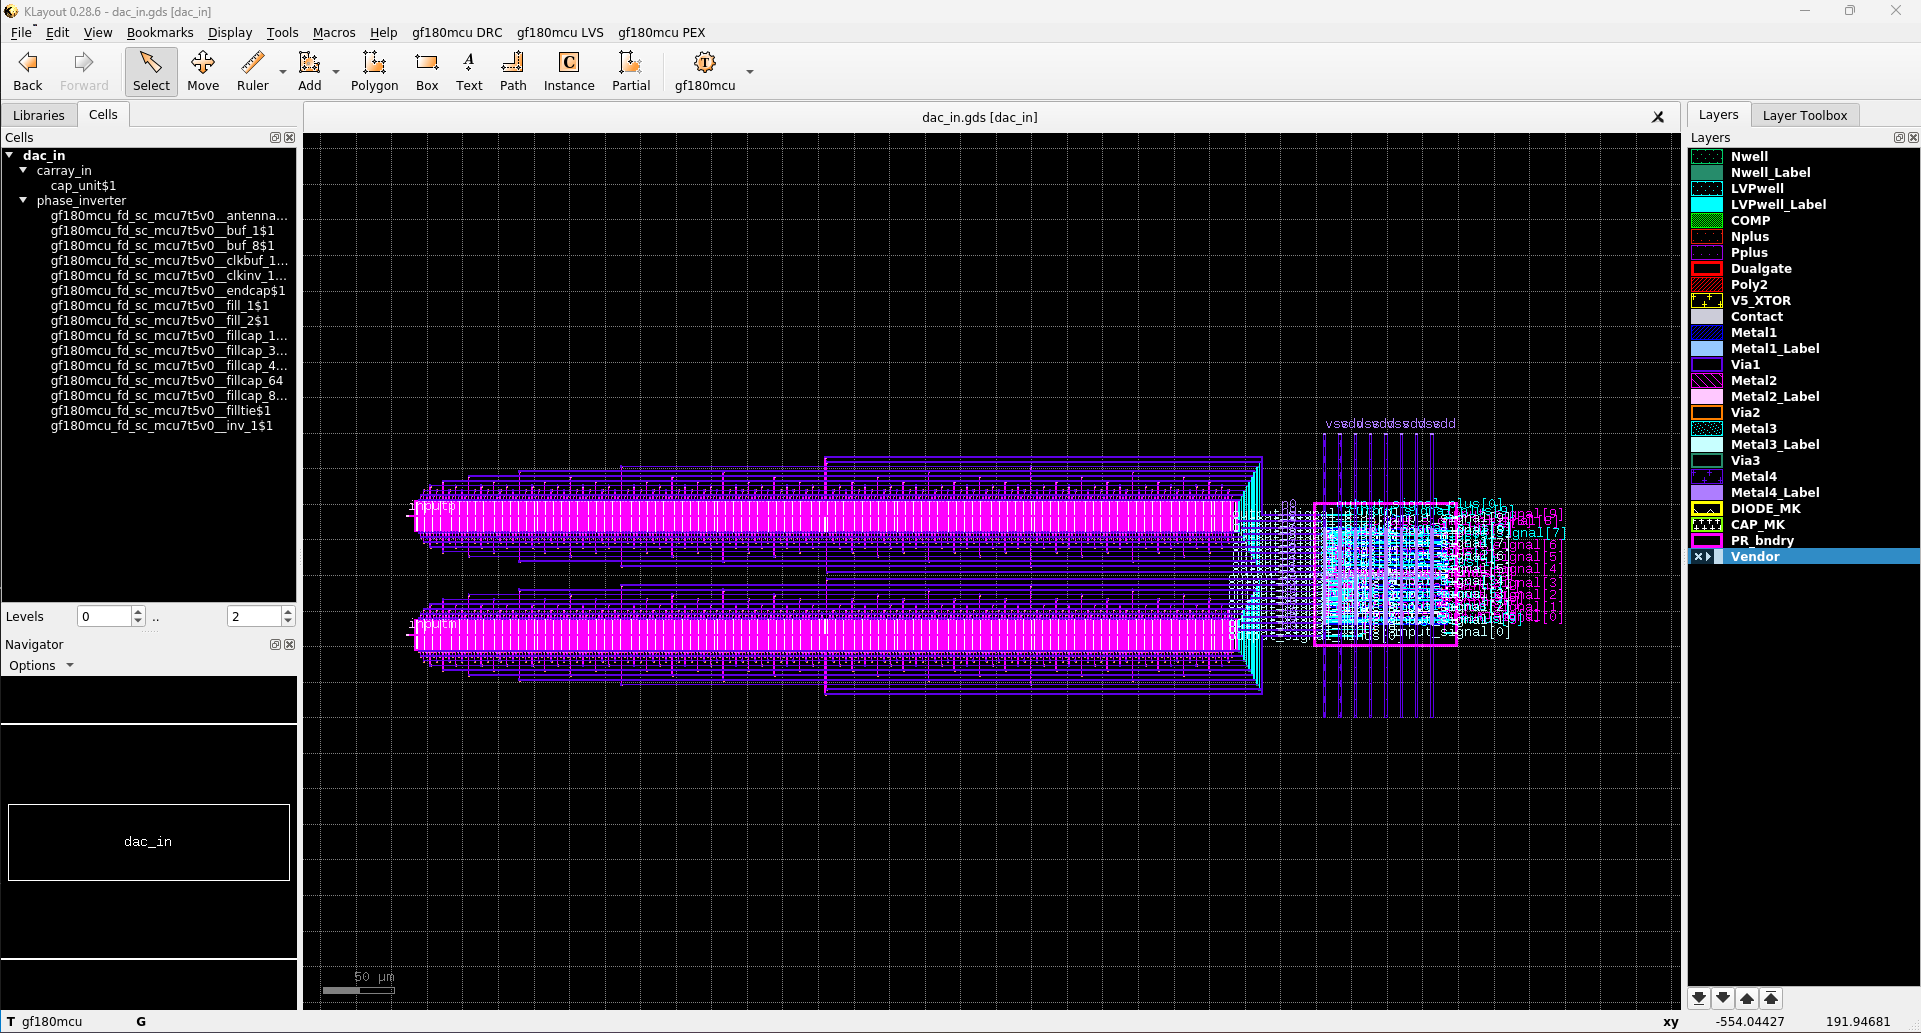 KLayout 0.28.6 - dac_in.gds [dac_in]
File Edit View Bookmarks Display Tools Macros Help gf180mcu DRC gf180mcu LVS gf180mcu PEX
Back Forward Select Move Ruler Add Polygon Box Text Path Instance Partial gf180mcu
Libraries Cells
dac_in.gds [dac_in]
Layers Layer Toolbox
Cells
dac_in
carray_in
cap_unit$1
phase_inverter
gf180mcu_fd_sc_mcu7t5v0__antenna...
gf180mcu_fd_sc_mcu7t5v0__buf_1$1
gf180mcu_fd_sc_mcu7t5v0__buf_8$1
gf180mcu_fd_sc_mcu7t5v0__clkbuf_1...
gf180mcu_fd_sc_mcu7t5v0__clkinv_1...
gf180mcu_fd_sc_mcu7t5v0__endcap$1
gf180mcu_fd_sc_mcu7t5v0__fill_1$1
gf180mcu_fd_sc_mcu7t5v0__fill_2$1
gf180mcu_fd_sc_mcu7t5v0__fillcap_1...
gf180mcu_fd_sc_mcu7t5v0__fillcap_3...
gf180mcu_fd_sc_mcu7t5v0__fillcap_4...
gf180mcu_fd_sc_mcu7t5v0__fillcap_64
gf180mcu_fd_sc_mcu7t5v0__fillcap_8...
gf180mcu_fd_sc_mcu7t5v0__filltie$1
gf180mcu_fd_sc_mcu7t5v0__inv_1$1
Levels 0 .. 2
Navigator
Options
dac_in
inputp
inputm
input_signal[0]
50 µm
Layers
Nwell
Nwell_Label
LVPwell
LVPwell_Label
COMP
Nplus
Pplus
Dualgate
Poly2
V5_XTOR
Contact
Metal1
Metal1_Label
Via1
Metal2
Metal2_Label
Via2
Metal3
Metal3_Label
Via3
Metal4
Metal4_Label
DIODE_MK
CAP_MK
PR_bndry
Vendor
T gf180mcu G xy -554.04427 191.94681